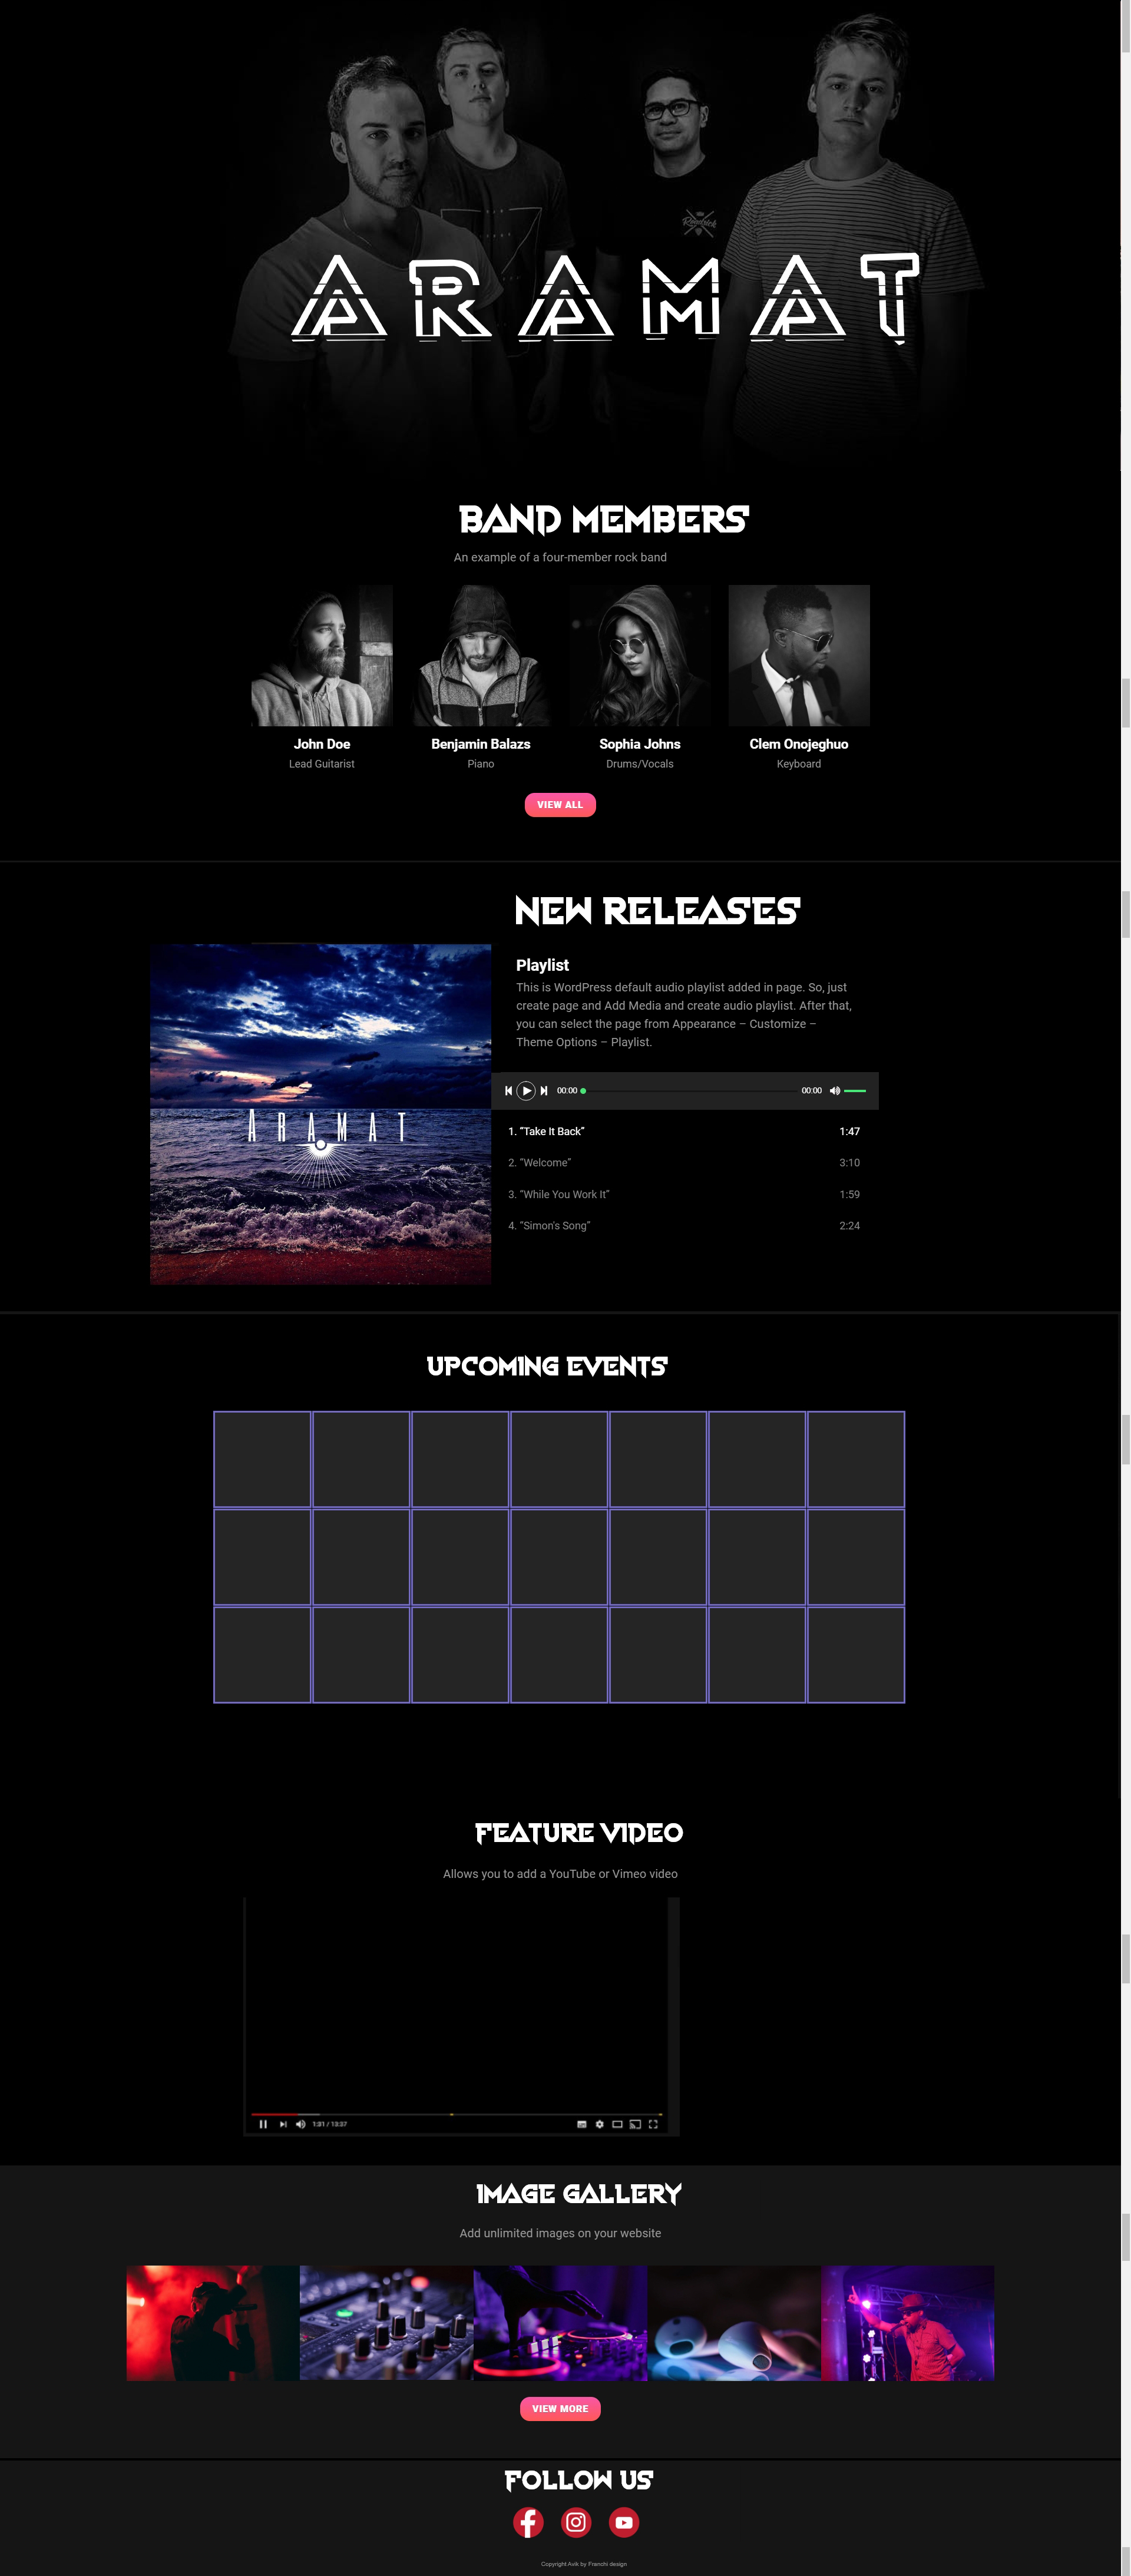 ARAMAT
BAND MEMBERS
An example of a four-member rock band
John Doe
Lead Guitarist
Benjamin Balazs
Piano
Sophia Johns
Drums/Vocals
Clem Onojeghuo
Keyboard
VIEW ALL
NEW RELEASES
ARAMAT
Playlist
This is WordPress default audio playlist added in page. So, just
create page and Add Media and create audio playlist. After that,
you can select the page from Appearance – Customize –
Theme Options – Playlist.
00:00 00:00
1. “Take It Back” 1:47
2. “Welcome” 3:10
3. “While You Work It” 1:59
4. “Simon's Song” 2:24
UPCOMING EVENTS
FEATURE VIDEO
Allows you to add a YouTube or Vimeo video
1:31 / 13:37
IMAGE GALLERY
Add unlimited images on your website
VIEW MORE
FOLLOW US
Copyright Avik by Frenchi design